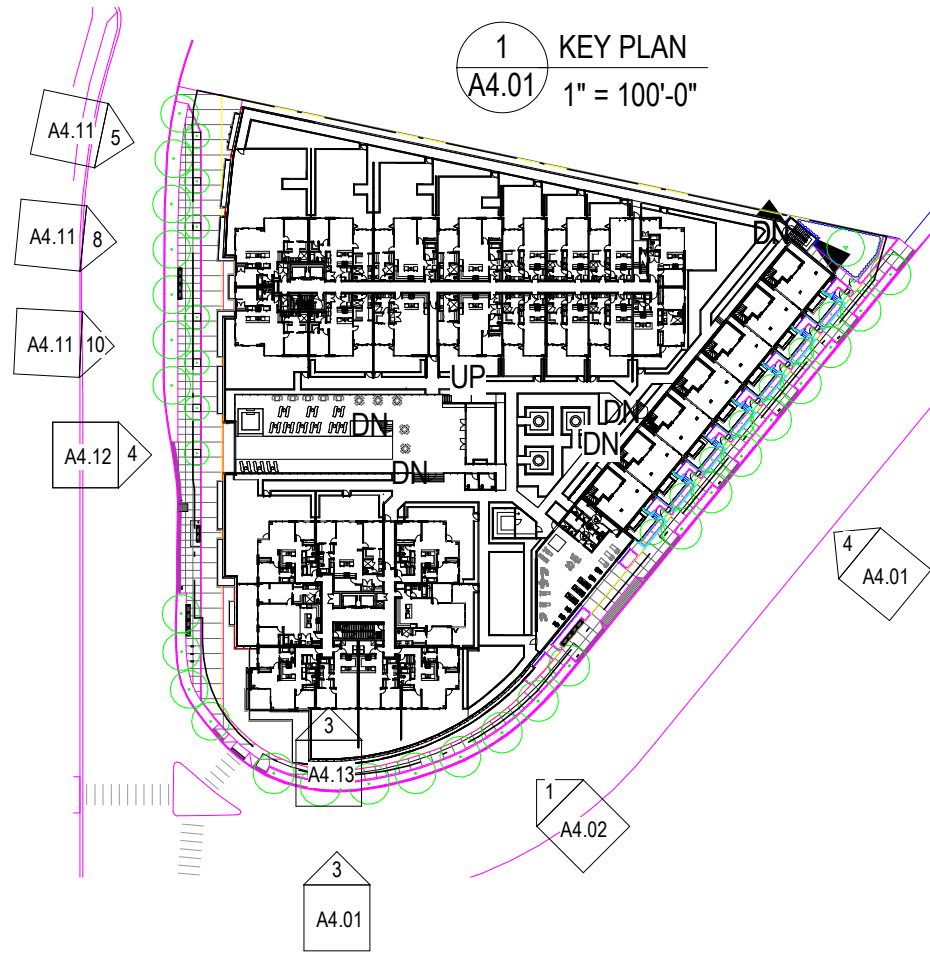 1
A4.01
KEY PLAN
1" = 100'-0"
A4.11
5
A4.11
8
A4.11
10
A4.12
4
DN
UP
DN
DN
DN
DN
4
A4.01
3
A4.13
1
A4.02
3
A4.01